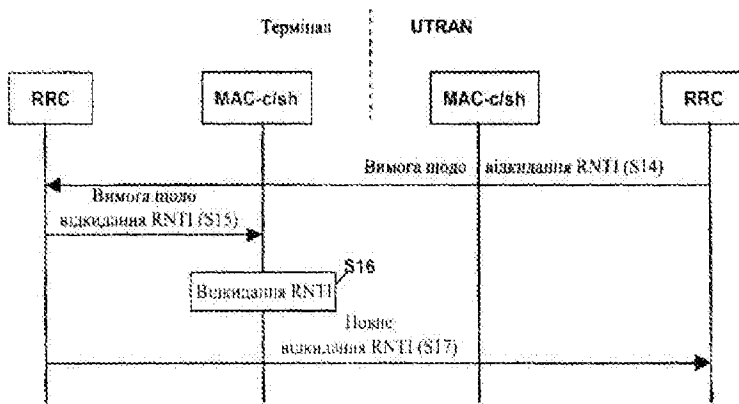 Термінал UTRAN
RRC MAC-c/sh MAC-c/sh RRC
Вимога щодо відкидання RNTI (S14)
Вимога щодо
відкидання RNTI (S15)
S16
Відкидання RNTI
Повне
відкидання RNTI (S17)